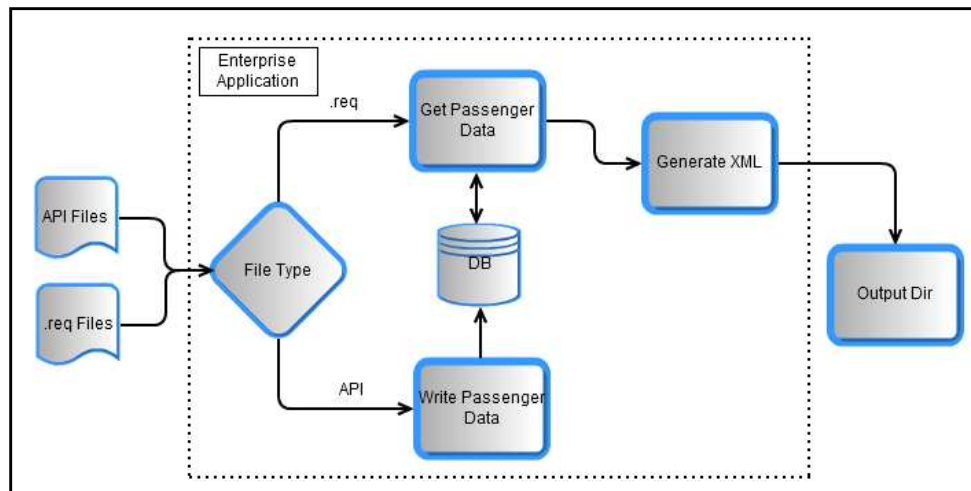 Enterprise
Application
.req
Get Passenger
Data
Generate XML
API Files
File Type
DB
.req Files
Output Dir
API
Write Passenger
Data